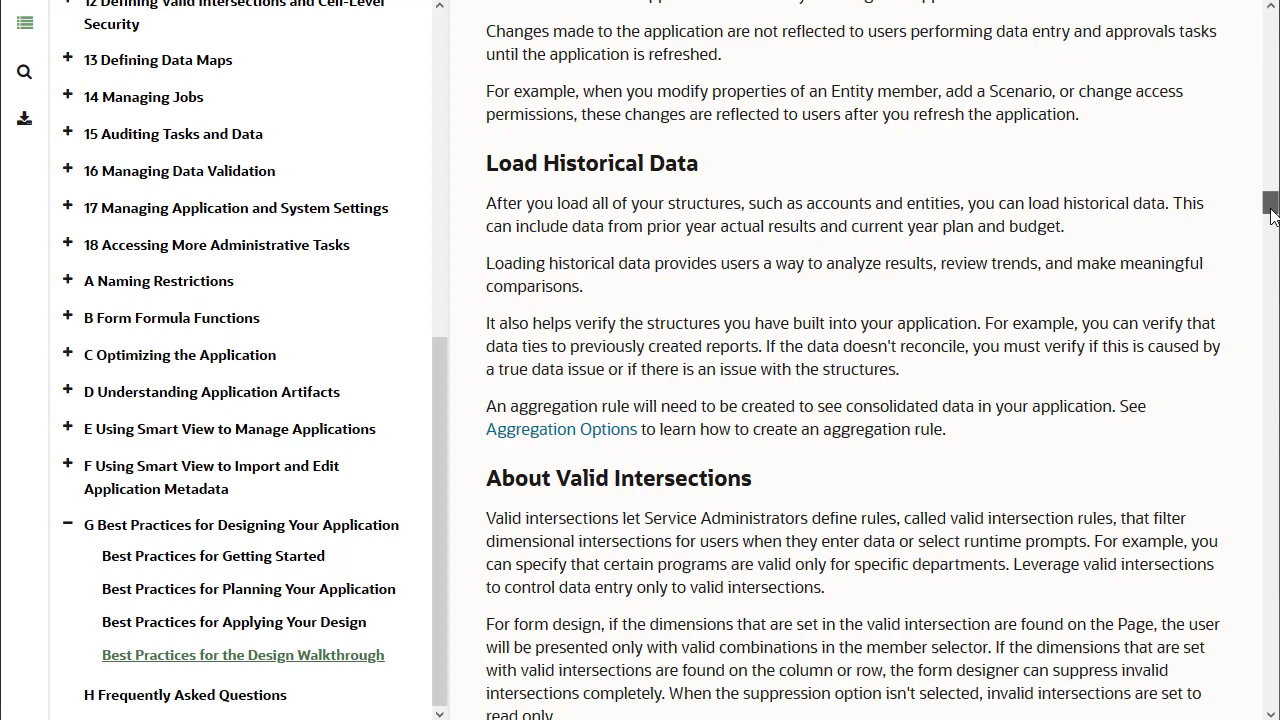 12 Defining Valid Intersections and Cell-Level
Security
13 Defining Data Maps
14 Managing Jobs
15 Auditing Tasks and Data
16 Managing Data Validation
17 Managing Application and System Settings
18 Accessing More Administrative Tasks
A Naming Restrictions
B Form Formula Functions
C Optimizing the Application
D Understanding Application Artifacts
E Using Smart View to Manage Applications
F Using Smart View to Import and Edit
Application Metadata
G Best Practices for Designing Your Application
Best Practices for Getting Started
Best Practices for Planning Your Application
Best Practices for Applying Your Design
Best Practices for the Design Walkthrough
H Frequently Asked Questions
Changes made to the application are not reflected to users performing data entry and approvals tasks
until the application is refreshed.
For example, when you modify properties of an Entity member, add a Scenario, or change access
permissions, these changes are reflected to users after you refresh the application.
Load Historical Data
After you load all of your structures, such as accounts and entities, you can load historical data. This
can include data from prior year actual results and current year plan and budget.
Loading historical data provides users a way to analyze results, review trends, and make meaningful
comparisons.
It also helps verify the structures you have built into your application. For example, you can verify that
data ties to previously created reports. If the data doesn't reconcile, you must verify if this is caused by
a true data issue or if there is an issue with the structures.
An aggregation rule will need to be created to see consolidated data in your application. See
Aggregation Options to learn how to create an aggregation rule.
About Valid Intersections
Valid intersections let Service Administrators define rules, called valid intersection rules, that filter
dimensional intersections for users when they enter data or select runtime prompts. For example, you
can specify that certain programs are valid only for specific departments. Leverage valid intersections
to control data entry only to valid intersections.
For form design, if the dimensions that are set in the valid intersection are found on the Page, the user
will be presented only with valid combinations in the member selector. If the dimensions that are set
with valid intersections are found on the column or row, the form designer can suppress invalid
intersections completely. When the suppression option isn't selected, invalid intersections are set to
read only.